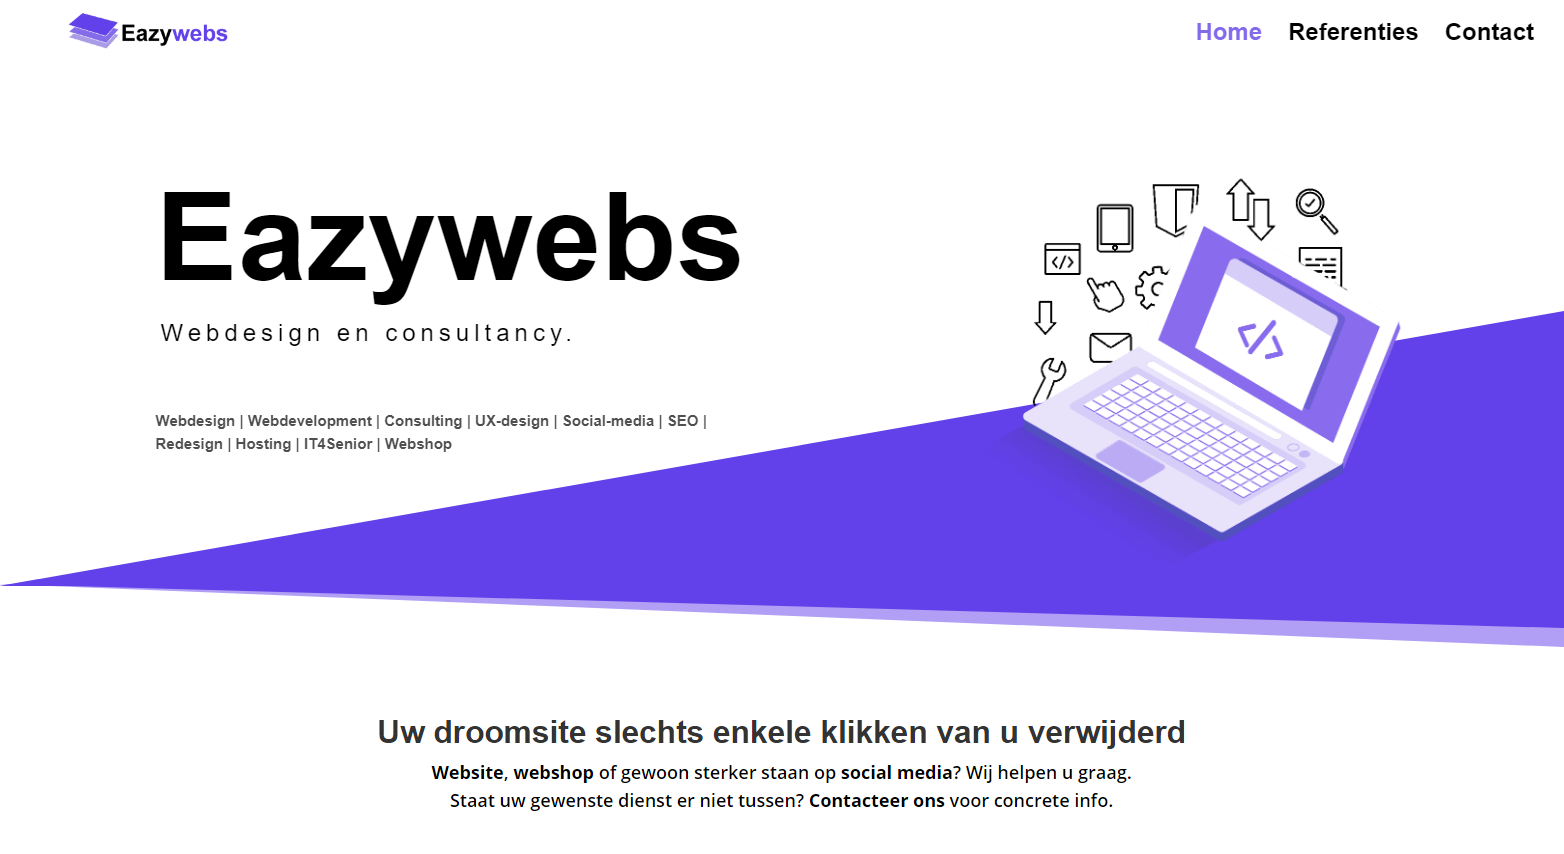 Eazywebs
Home Referenties Contact
Eazywebs
Webdesign en consultancy.
Webdesign | Webdevelopment | Consulting | UX-design | Social-media | SEO |
Redesign | Hosting | IT4Senior | Webshop
</>
</>
Uw droomsite slechts enkele klikken van u verwijderd
Website, webshop of gewoon sterker staan op social media? Wij helpen u graag.
Staat uw gewenste dienst er niet tussen? Contacteer ons voor concrete info.